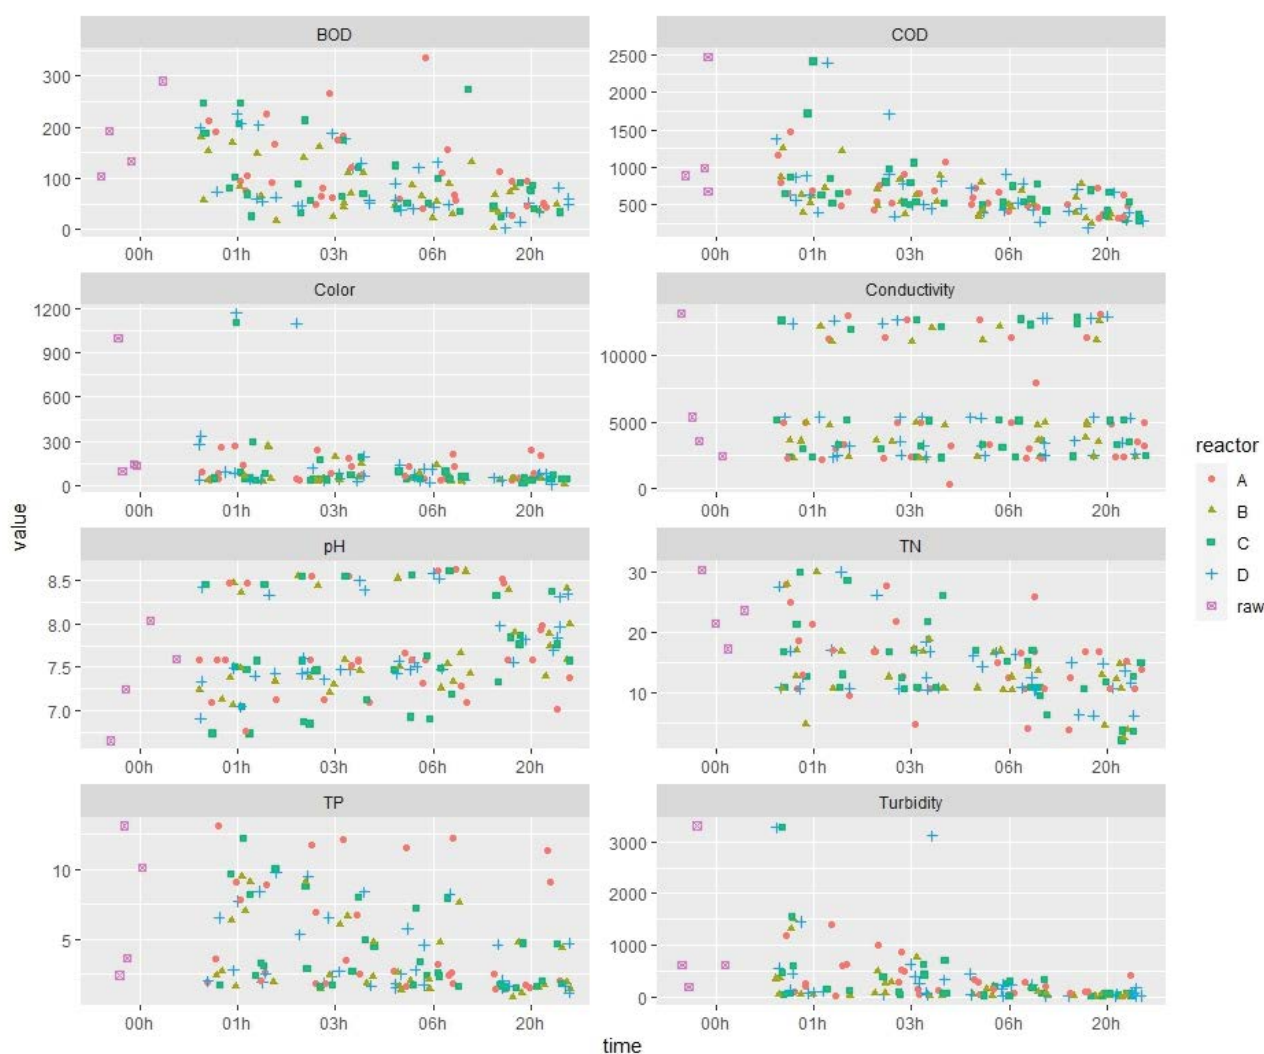 BOD COD
300
200
100
0
2500
2000
1500
1000
500
00h 01h 03h 06h 20h 00h 01h 03h 06h 20h
Color Conductivity
1200
900
600
300
0
10000
5000
0
00h 01h 03h 06h 20h 00h 01h 03h 06h 20h
pH TN
8.5
8.0
7.5
7.0
30
20
10
00h 01h 03h 06h 20h 00h 01h 03h 06h 20h
TP Turbidity
10
5
3000
2000
1000
0
00h 01h 03h 06h 20h 00h 01h 03h 06h 20h
time
value
reactor
A
B
C
D
raw